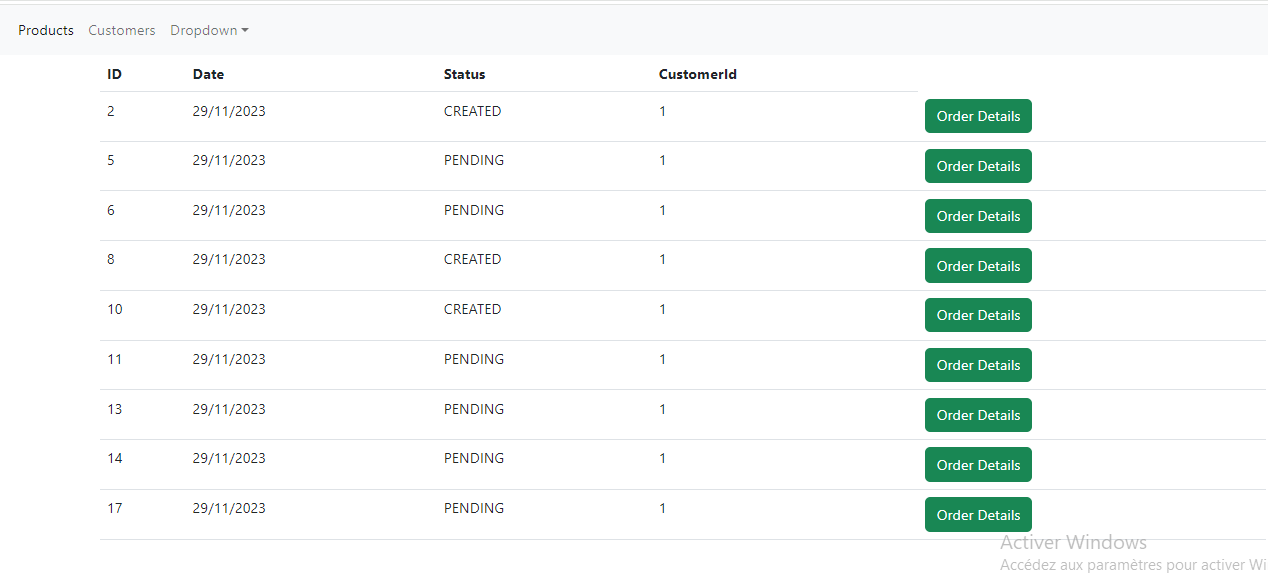 Products Customers Dropdown
ID Date Status CustomerId
2 29/11/2023 CREATED 1 Order Details
5 29/11/2023 PENDING 1 Order Details
6 29/11/2023 PENDING 1 Order Details
8 29/11/2023 CREATED 1 Order Details
10 29/11/2023 CREATED 1 Order Details
11 29/11/2023 PENDING 1 Order Details
13 29/11/2023 PENDING 1 Order Details
14 29/11/2023 PENDING 1 Order Details
17 29/11/2023 PENDING 1 Order Details
Activer Windows
Accédez aux paramètres pour activer Wi